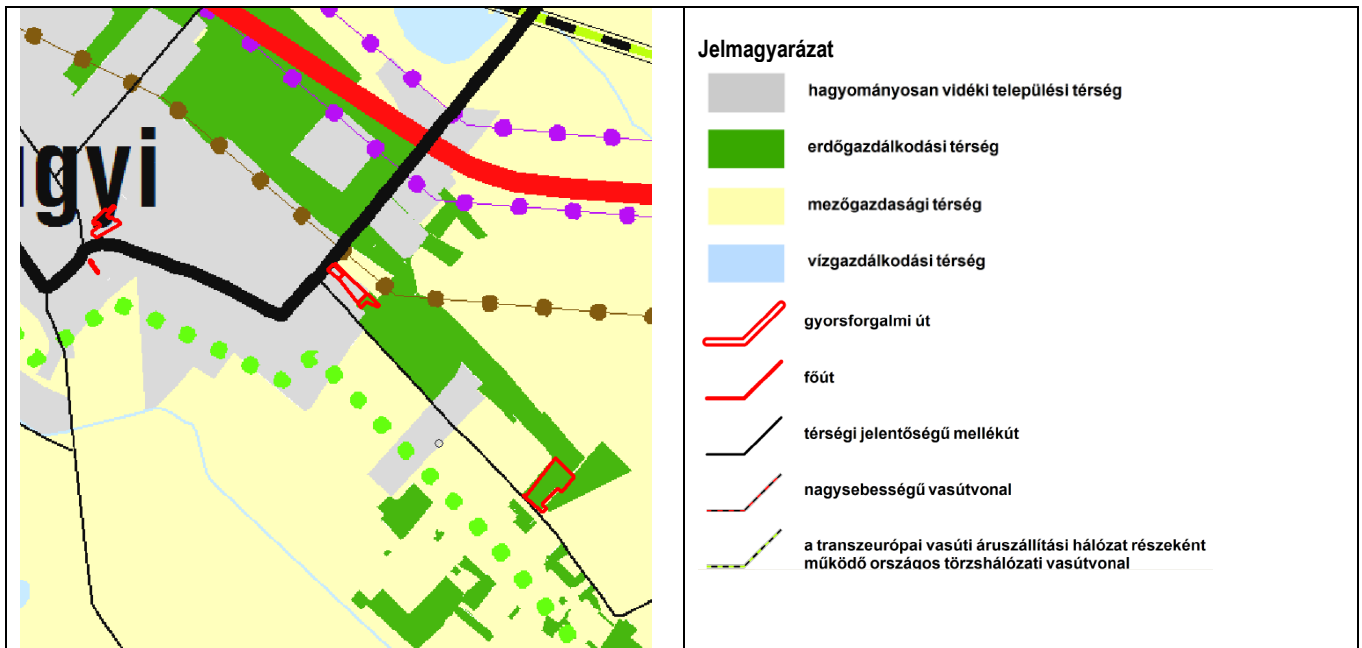 gyi
Jelmagyarázat
hagyományosan vidéki települési térség
erdőgazdálkodási térség
mezőgazdasági térség
vízgazdálkodási térség
gyorsforgalmi út
főút
térségi jelentőségű mellékút
nagysebességű vasútvonal
a transzeurópai vasúti áruszállítási hálózat részeként
működő országos törzshálózati vasútvonal